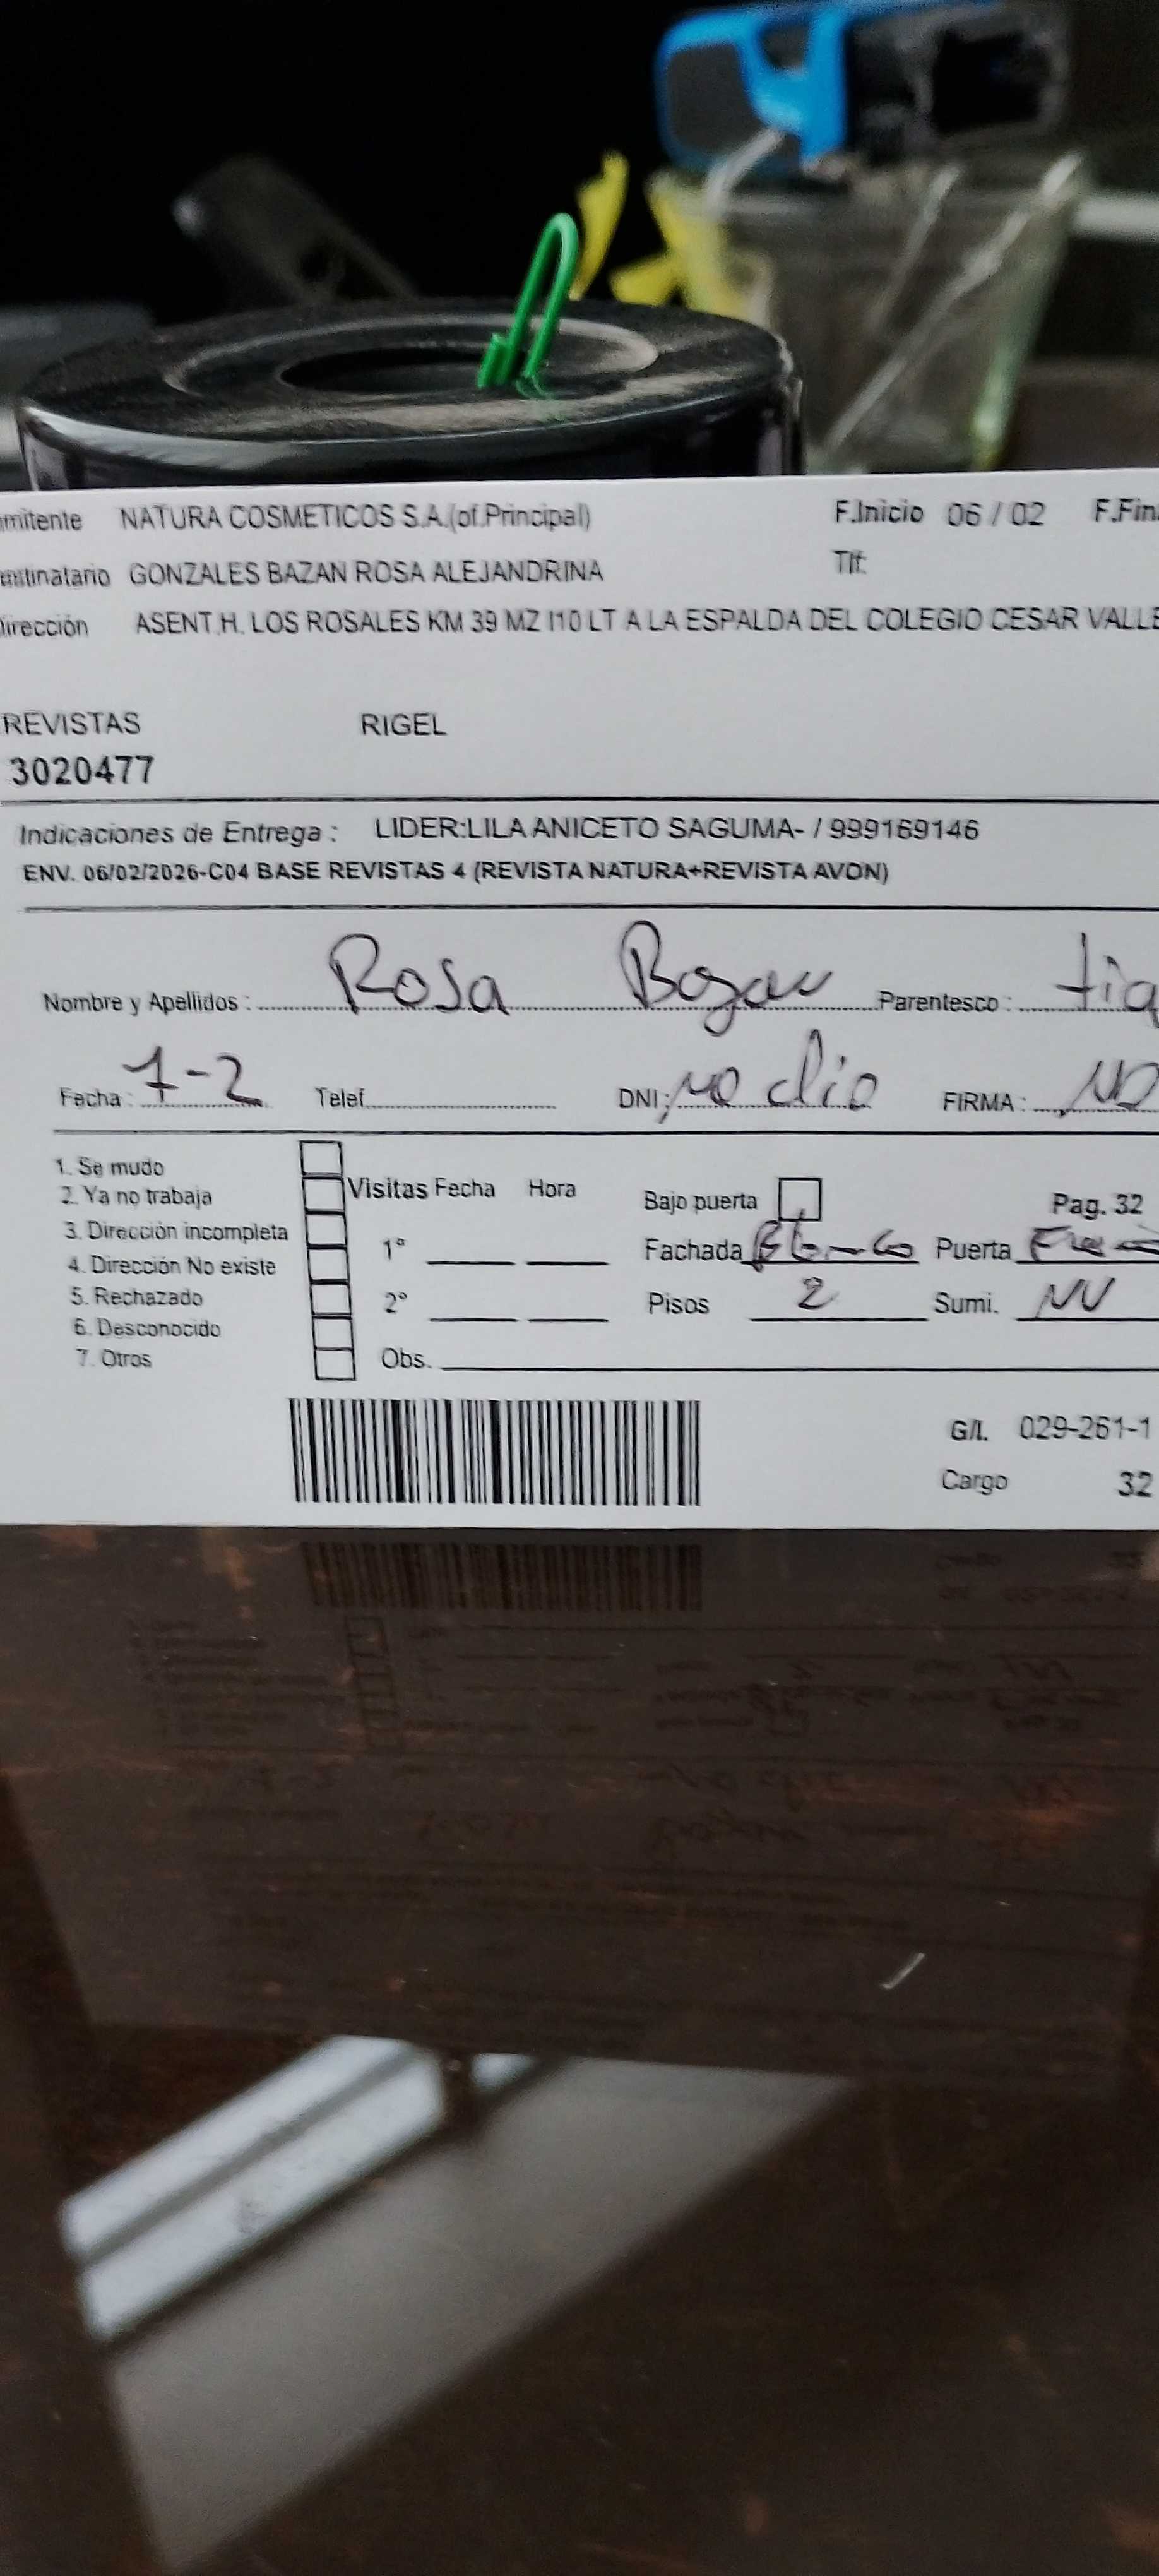 mitente NATURA COSMETICOS S.A.(of.Principal) F.Inicio 06 / 02 F.Fin
stinatario GONZALES BAZAN ROSA ALEJANDRINA Tlf:
irección ASENT.H. LOS ROSALES KM 39 MZ I10 LT A LA ESPALDA DEL COLEGIO CESAR VALLE
REVISTAS RIGEL
3020477
Indicaciones de Entrega : LIDER:LILA ANICETO SAGUMA- / 999169146
ENV. 06/02/2026-C04 BASE REVISTAS 4 (REVISTA NATURA+REVISTA AVON)
Nombre y Apellidos : Rosa Bazan Parentesco : tia
Fecha : 7-2 Telef. DNI: no dio FIRMA : NO
1. Se mudo
2. Ya no trabaja Visitas Fecha Hora Bajo puerta Pag. 32
3. Dirección incompleta 1° Fachada Blanco Puerta
4. Dirección No existe
5. Rechazado 2° Pisos 2 Sumi.
6. Desconocido
7. Otros Obs.
G/I. 029-261-1
Cargo 32